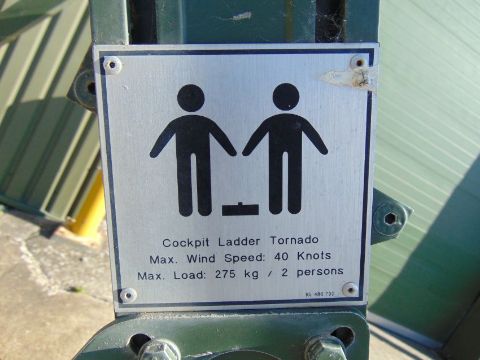 Cockpit Ladder Tornado
Max. Wind Speed: 40 Knots
Max. Load: 275 kg / 2 persons